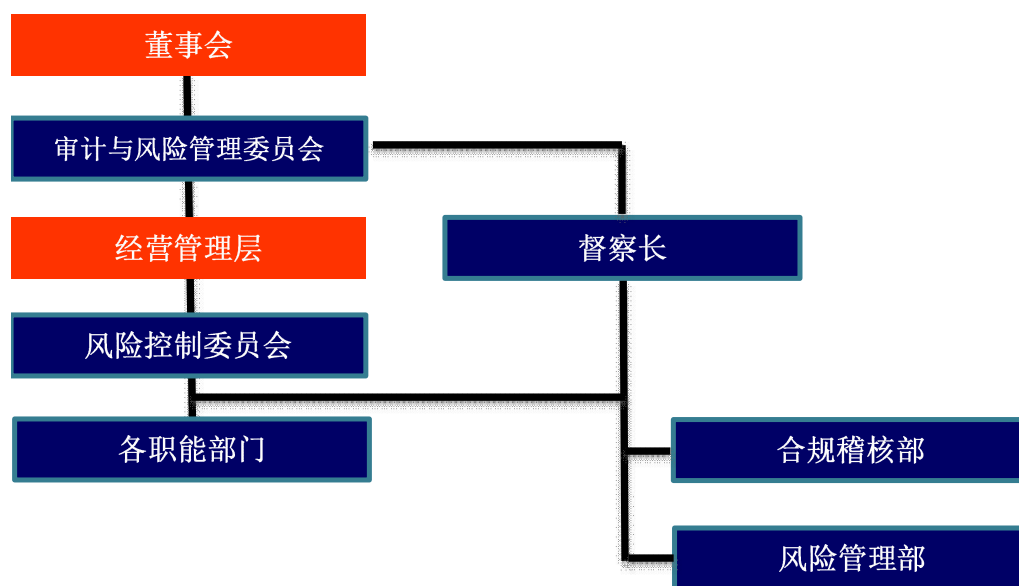 董事会
审计与风险管理委员会
经营管理层
督察长
风险控制委员会
各职能部门
合规稽核部
风险管理部